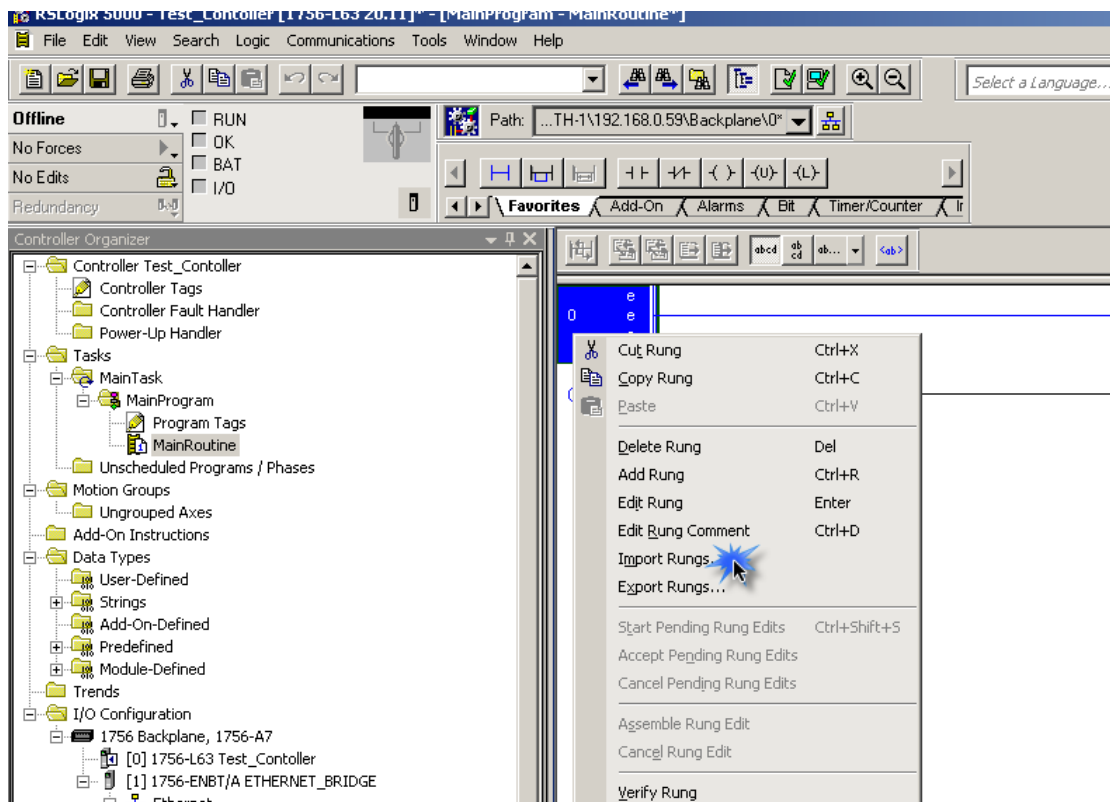 RSLogix 5000 - Test_Contoller [1756-L63 20.11]* - [MainProgram - MainRoutine*]
File Edit View Search Logic Communications Tools Window Help
Select a Language...
Offline
RUN
Path: ...TH-1\192.168.0.59\Backplane\0*
No Forces
OK
BAT
No Edits
I/O
Redundancy
Favorites Add-On Alarms Bit Timer/Counter
Controller Organizer
abcd ab cd ab... <ab>
Controller Test_Contoller
Controller Tags
Controller Fault Handler
Power-Up Handler
Tasks
MainTask
MainProgram
Program Tags
MainRoutine
Unscheduled Programs / Phases
Motion Groups
Ungrouped Axes
Add-On Instructions
Data Types
User-Defined
Strings
Add-On-Defined
Predefined
Module-Defined
Trends
I/O Configuration
1756 Backplane, 1756-A7
[0] 1756-L63 Test_Contoller
[1] 1756-ENBT/A ETHERNET_BRIDGE
Ethernet
e
0 e
Cut Rung Ctrl+X
Copy Rung Ctrl+C
Paste Ctrl+V
Delete Rung Del
Add Rung Ctrl+R
Edit Rung Enter
Edit Rung Comment Ctrl+D
Import Rungs...
Export Rungs...
Start Pending Rung Edits Ctrl+Shift+S
Accept Pending Rung Edits
Cancel Pending Rung Edits
Assemble Rung Edit
Cancel Rung Edit
Verify Rung